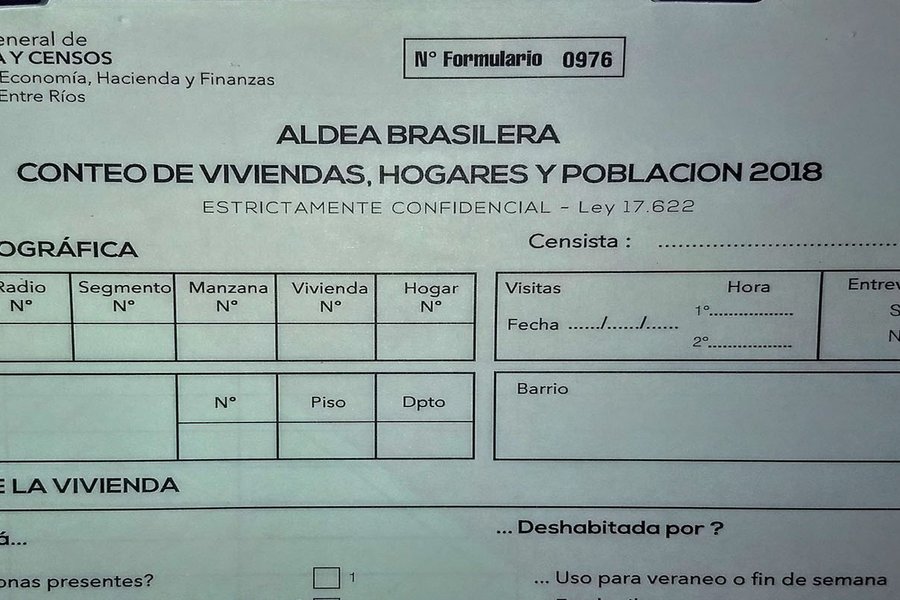 eneral de
A Y CENSOS
Economía, Hacienda y Finanzas
Entre Ríos
N° Formulario 0976
ALDEA BRASILERA
CONTEO DE VIVIENDAS, HOGARES Y POBLACION 2018
ESTRICTAMENTE CONFIDENCIAL - Ley 17.622
OGRÁFICA
Censista : ..............................
Radio N°
Segmento N°
Manzana N°
Vivienda N°
Hogar N°
Visitas
Hora
Fecha ....../....../......
1°..................
2°..................
Entrev
S
N
N°
Piso
Dpto
Barrio
E LA VIVIENDA
á...
... Deshabitada por ?
onas presentes?
1
... Uso para veraneo o fin de semana